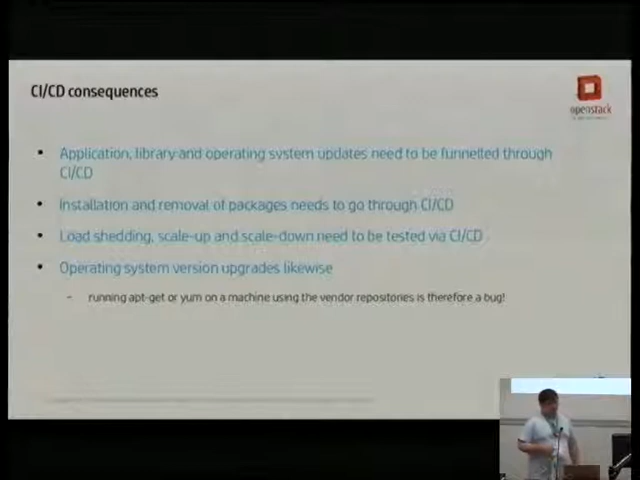 CI/CD consequences
openstack
Application, library and operating system updates need to be funnelled through
CI/CD
Installation and removal of packages needs to go through CI/CD
Load shedding, scale-up and scale-down need to be tested via CI/CD
Operating system version upgrades likewise
- running apt-get or yum on a machine using the vendor repositories is therefore a bug!